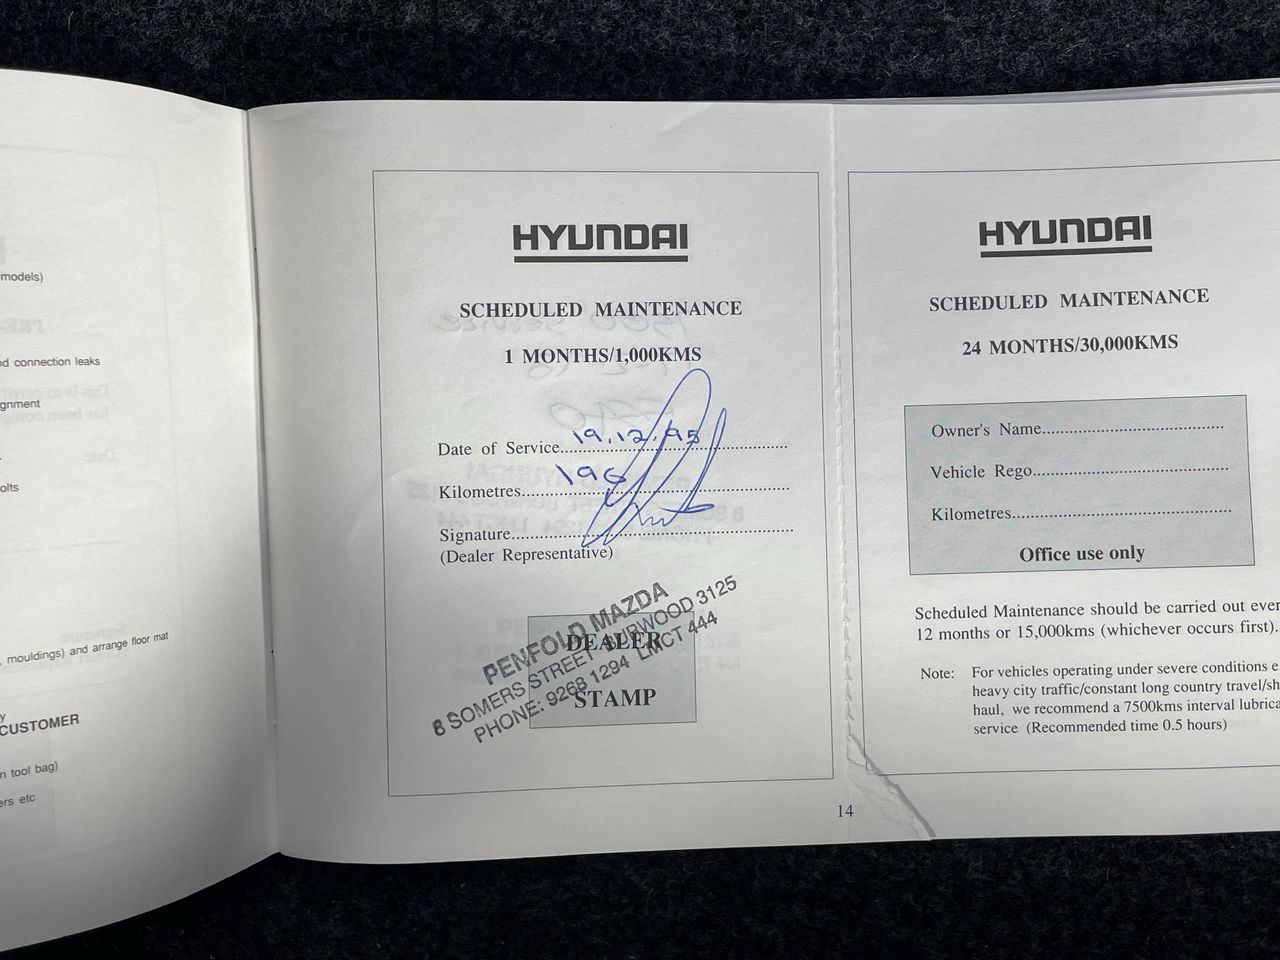 models)
nd connection leaks
gnment
olts
, mouldings) and arrange floor mat
y
CUSTOMER
n tool bag)
ers etc
HYUNDAI
SCHEDULED MAINTENANCE
1 MONTHS/1,000KMS
Date of Service 19.12.95
Kilometres 196
Signature
(Dealer Representative)
DEALER
STAMP
PENFOLD MAZDA
8 SOMERS STREET BURWOOD 3125
PHONE: 9268 1294 LMCT 444
14
HYUNDAI
SCHEDULED MAINTENANCE
24 MONTHS/30,000KMS
Owner's Name
Vehicle Rego
Kilometres
Office use only
Scheduled Maintenance should be carried out ever
12 months or 15,000kms (whichever occurs first).
Note: For vehicles operating under severe conditions e
heavy city traffic/constant long country travel/sh
haul, we recommend a 7500kms interval lubrica
service (Recommended time 0.5 hours)